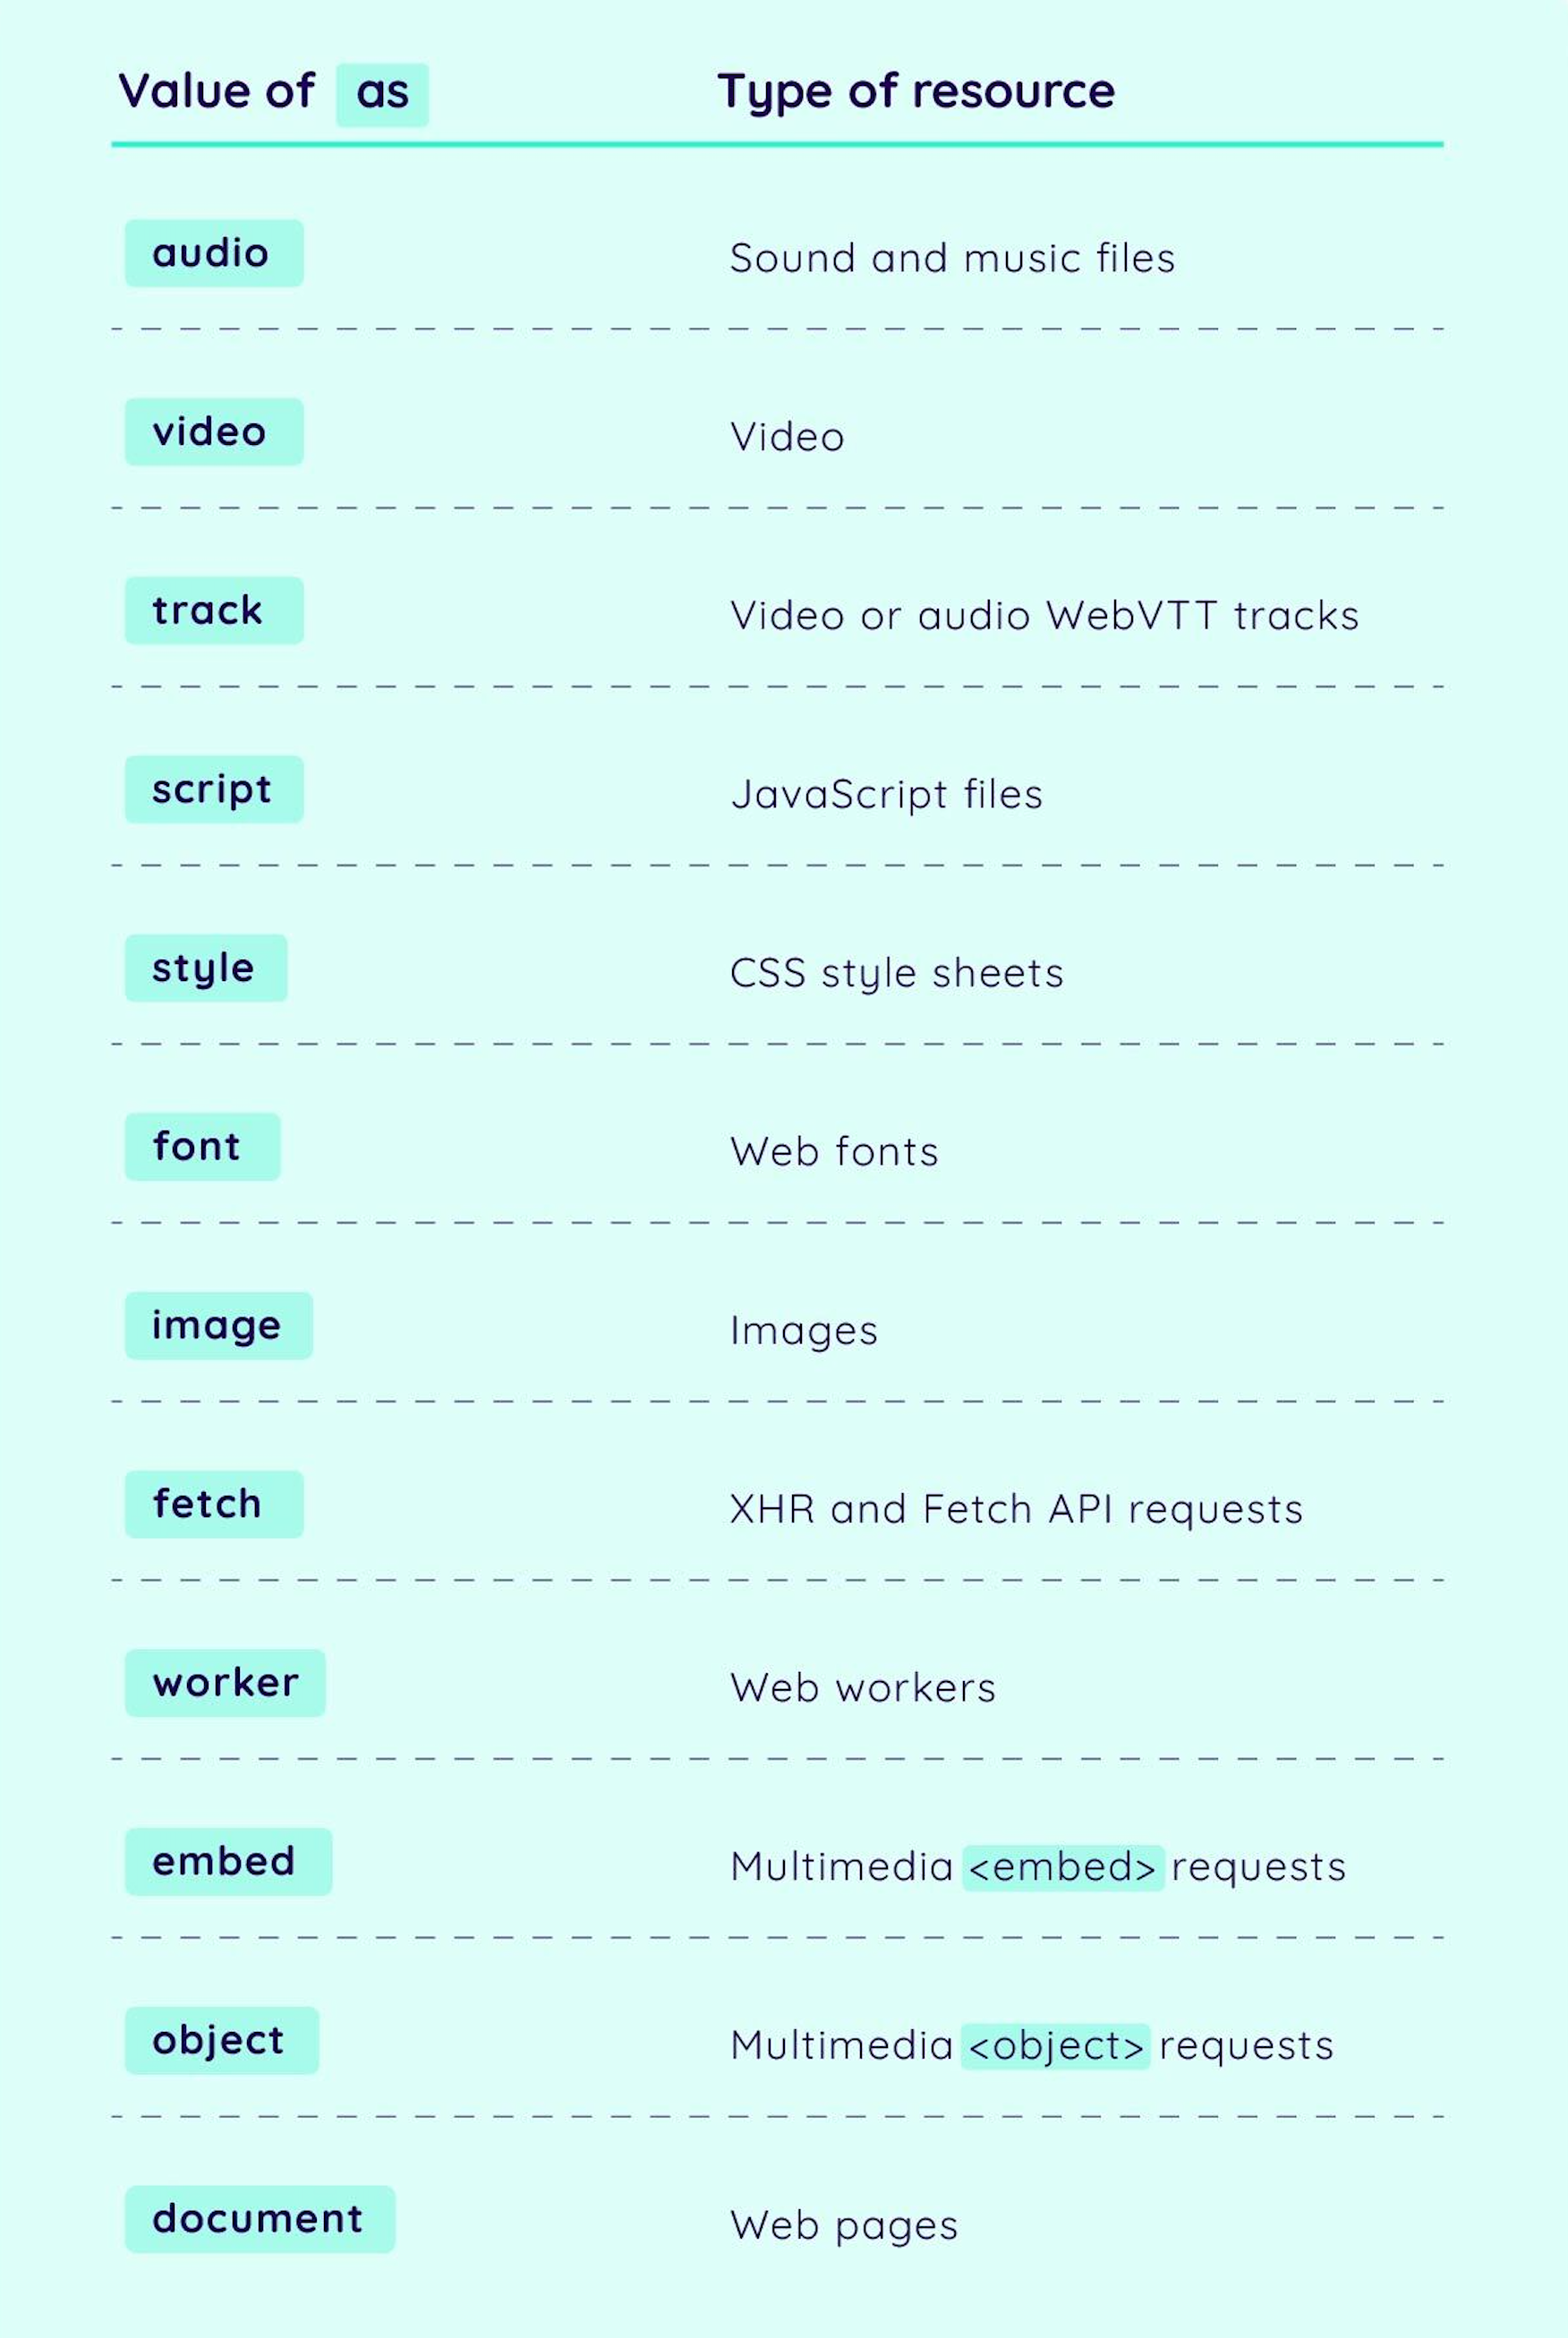 Value of as Type of resource
audio Sound and music files
video Video
track Video or audio WebVTT tracks
script JavaScript files
style CSS style sheets
font Web fonts
image Images
fetch XHR and Fetch API requests
worker Web workers
embed Multimedia <embed> requests
object Multimedia <object> requests
document Web pages